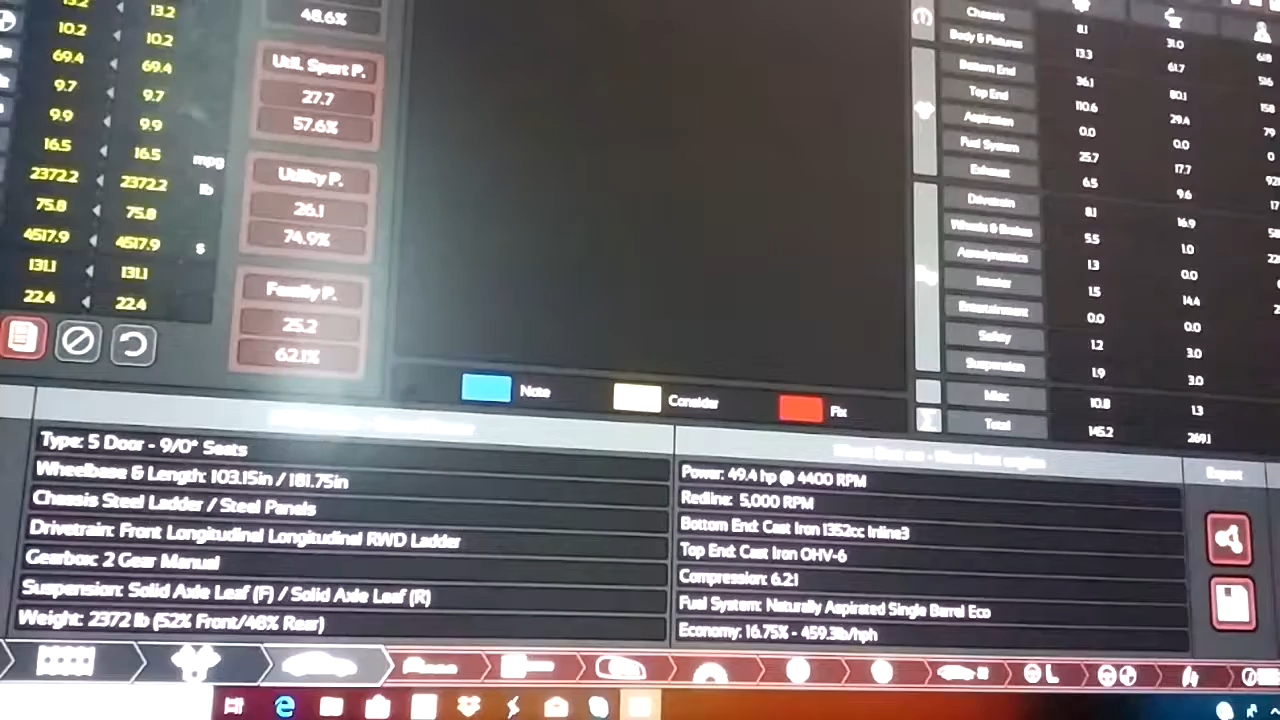 13.2 13.2
10.2 10.2
69.4 69.4
9.7 9.7
9.9 9.9
16.5 16.5 mpg
2372.2 2372.2 lb
75.8 75.8
4517.9 4517.9 s
131.1 131.1
22.4 22.4
48.6%
Util. Sport P.
27.7
57.6%
Utility P.
26.1
74.9%
Family P.
25.2
62.1%
Note
Consider
Fix
Chassis 8.1 31.0 618
Body & Fixtures 13.3 61.7 516
Bottom End 36.1 80.1 158
Top End 110.6 29.4 79
Aspiration 0.0 0.0 0
Fuel System 25.7 17.7
Exhaust 6.5 9.6
Drivetrain 8.1 16.9
Wheels & Brakes 5.5 1.0
Aerodynamics 1.3 0.0
Interior 1.5 14.4
Entertainment 0.0 0.0
Safety 1.2 3.0
Suspension 1.9 3.0
Misc 10.8 1.3
Total 145.2 269.1
Type: 5 Door - 9/0* Seats
Wheelbase & Length: 103.15in / 181.75in
Chassis Steel Ladder / Steel Panels
Drivetrain: Front Longitudinal Longitudinal RWD Ladder
Gearbox: 2 Gear Manual
Suspension: Solid Axle Leaf (F) / Solid Axle Leaf (R)
Weight: 2372 lb (52% Front/48% Rear)
Power: 49.4 hp @ 4400 RPM
Redline: 5,000 RPM
Bottom End: Cast Iron 1352cc Inline3
Top End: Cast Iron OHV-6
Compression: 6.2:1
Fuel System: Naturally Aspirated Single Barrel Eco
Economy: 16.75% - 459.3lb/hph
Export